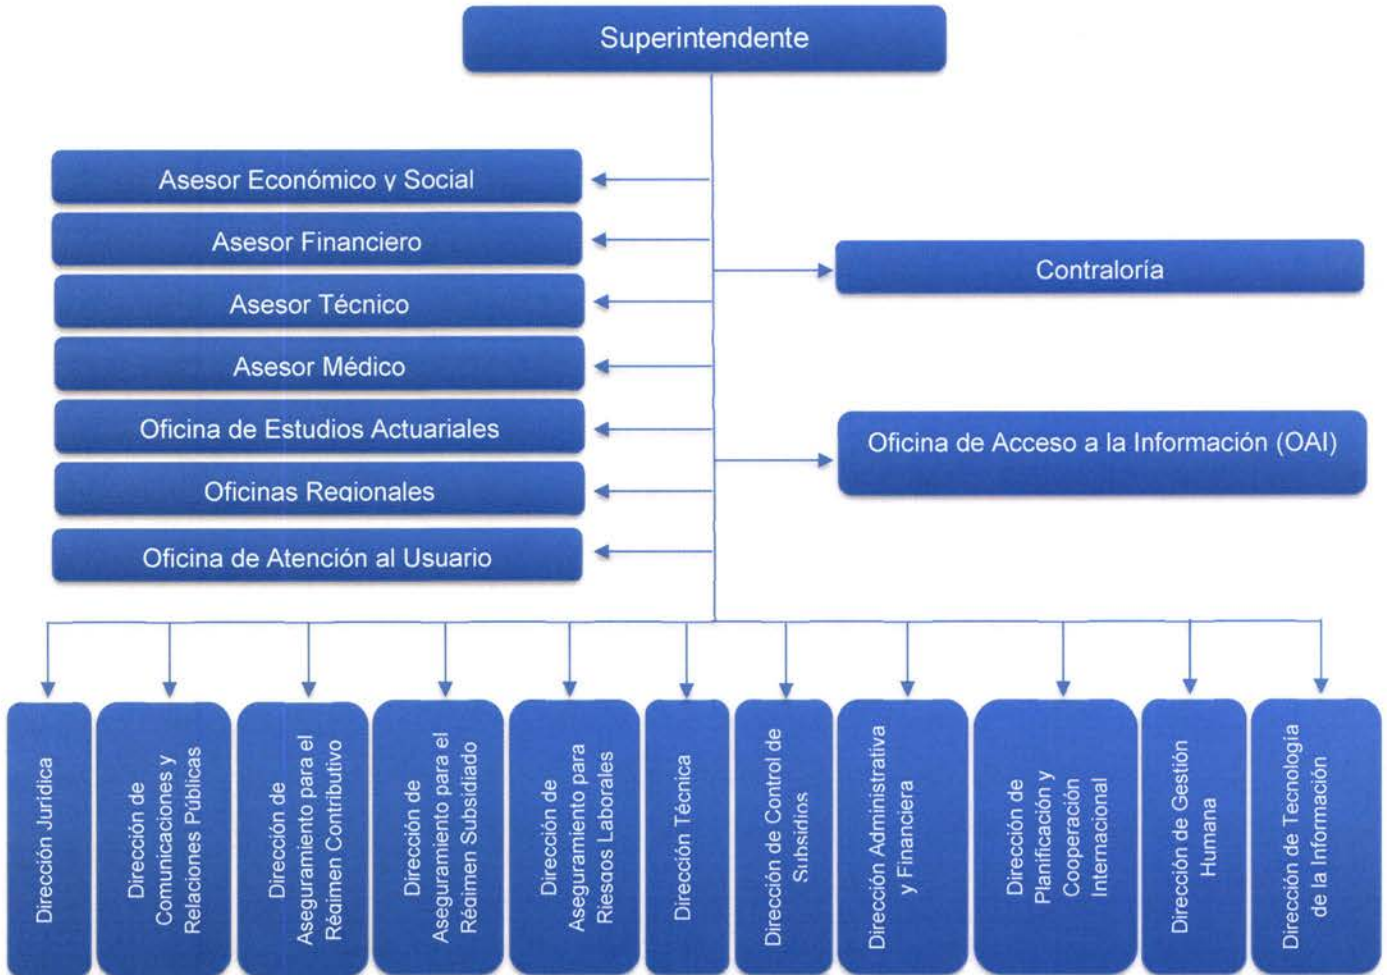 Superintendente
Asesor Económico y Social
Asesor Financiero
Asesor Técnico
Asesor Médico
Oficina de Estudios Actuariales
Oficinas Regionales
Oficina de Atención al Usuario
Contraloría
Oficina de Acceso a la Información (OAI)
Dirección Jurídica
Dirección de
Comunicaciones y
Relaciones Públicas
Dirección de
Aseguramiento para el
Régimen Contributivo
Dirección de
Aseguramiento para el
Régimen Subsidiado
Dirección de
Aseguramiento para
Riesgos Laborales
Dirección Técnica
Dirección de Control de
Subsidios
Dirección Administrativa
y Financiera
Dirección de
Planificación y
Cooperación
Internacional
Dirección de Gestión
Humana
Dirección de Tecnología
de la Información